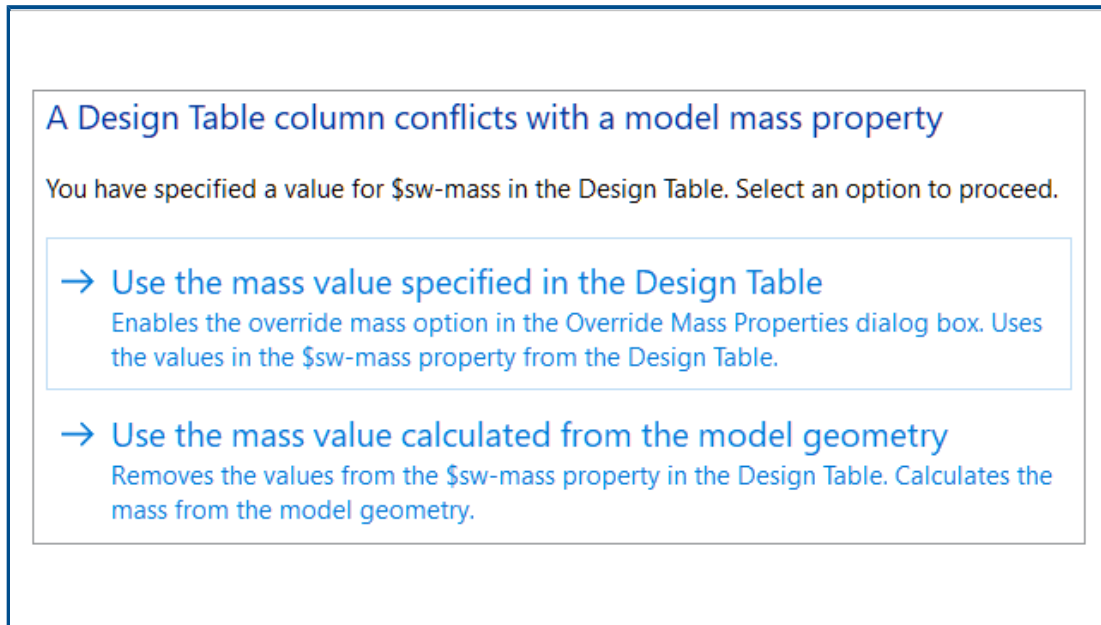 A Design Table column conflicts with a model mass property
You have specified a value for $sw-mass in the Design Table. Select an option to proceed.
→ Use the mass value specified in the Design Table
Enables the override mass option in the Override Mass Properties dialog box. Uses
the values in the $sw-mass property from the Design Table.
→ Use the mass value calculated from the model geometry
Removes the values from the $sw-mass property in the Design Table. Calculates the
mass from the model geometry.